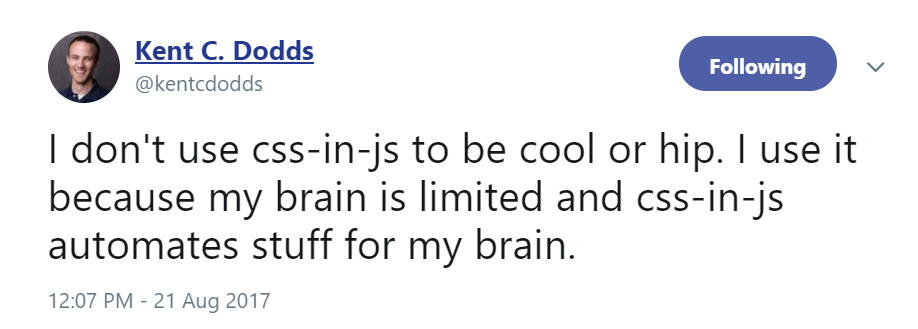 Kent C. Dodds
@kentcdodds
Following
I don't use css-in-js to be cool or hip. I use it
because my brain is limited and css-in-js
automates stuff for my brain.
12:07 PM - 21 Aug 2017